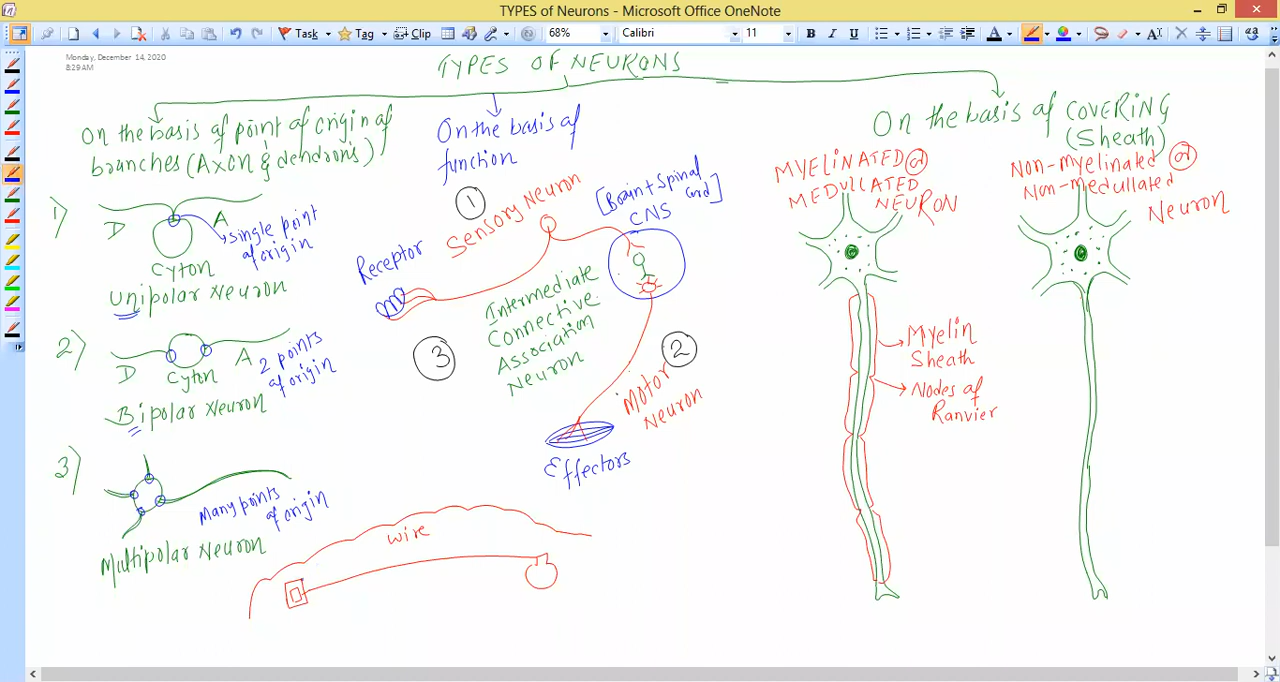 TYPES of Neurons - Microsoft Office OneNote
Task
Tag
Clip
68%
Calibri
11
B I U
Monday, December 14, 2020
8:29 AM
TYPES OF NEURONS
On the basis of point of origin of
branches (Axon & dendrons)
1)
D
A
single point
of origin
Cyton
Unipolar Neuron
2)
D
Cyton
A
2 points
of origin
Bipolar Neuron
3)
Many points
of origin
Multipolar Neuron
On the basis of
function
1
Sensory Neuron
[Brain + Spinal
Cord]
CNS
Receptor
Intermediate
Connective
Association
Neuron
3
2
Motor
Neuron
Effectors
wire
On the basis of COVERING
(Sheath)
MYELINATED or
MEDULLATED
NEURON
Myelin
Sheath
Nodes of
Ranvier
Non-myelinated or
Non-medullated
Neuron